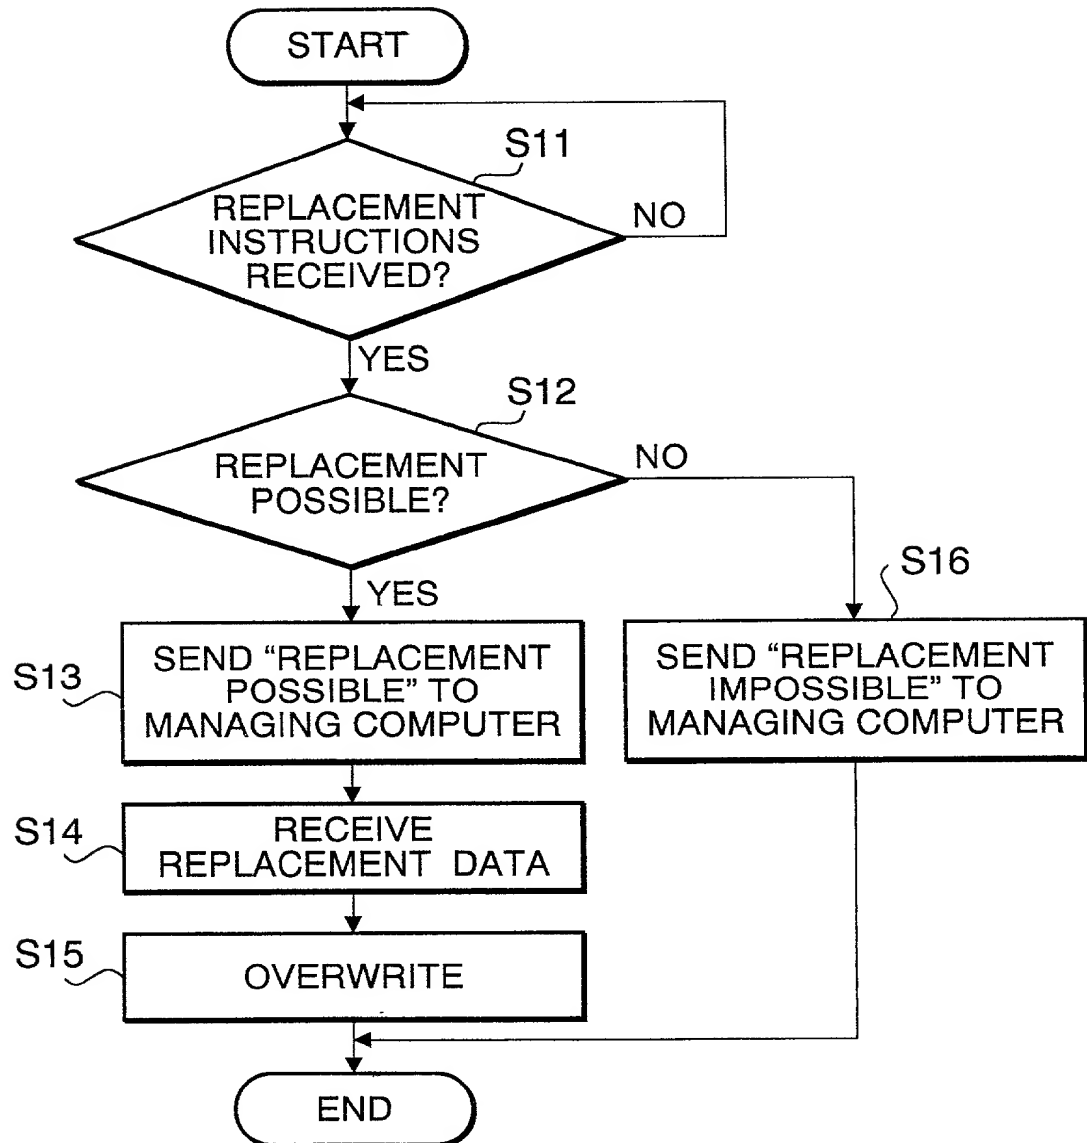 START
S11
REPLACEMENT
INSTRUCTIONS
RECEIVED?
NO
YES
S12
REPLACEMENT
POSSIBLE?
NO
YES
S16
S13
SEND “REPLACEMENT
POSSIBLE” TO
MANAGING COMPUTER
SEND “REPLACEMENT
IMPOSSIBLE” TO
MANAGING COMPUTER
S14
RECEIVE
REPLACEMENT DATA
S15
OVERWRITE
END